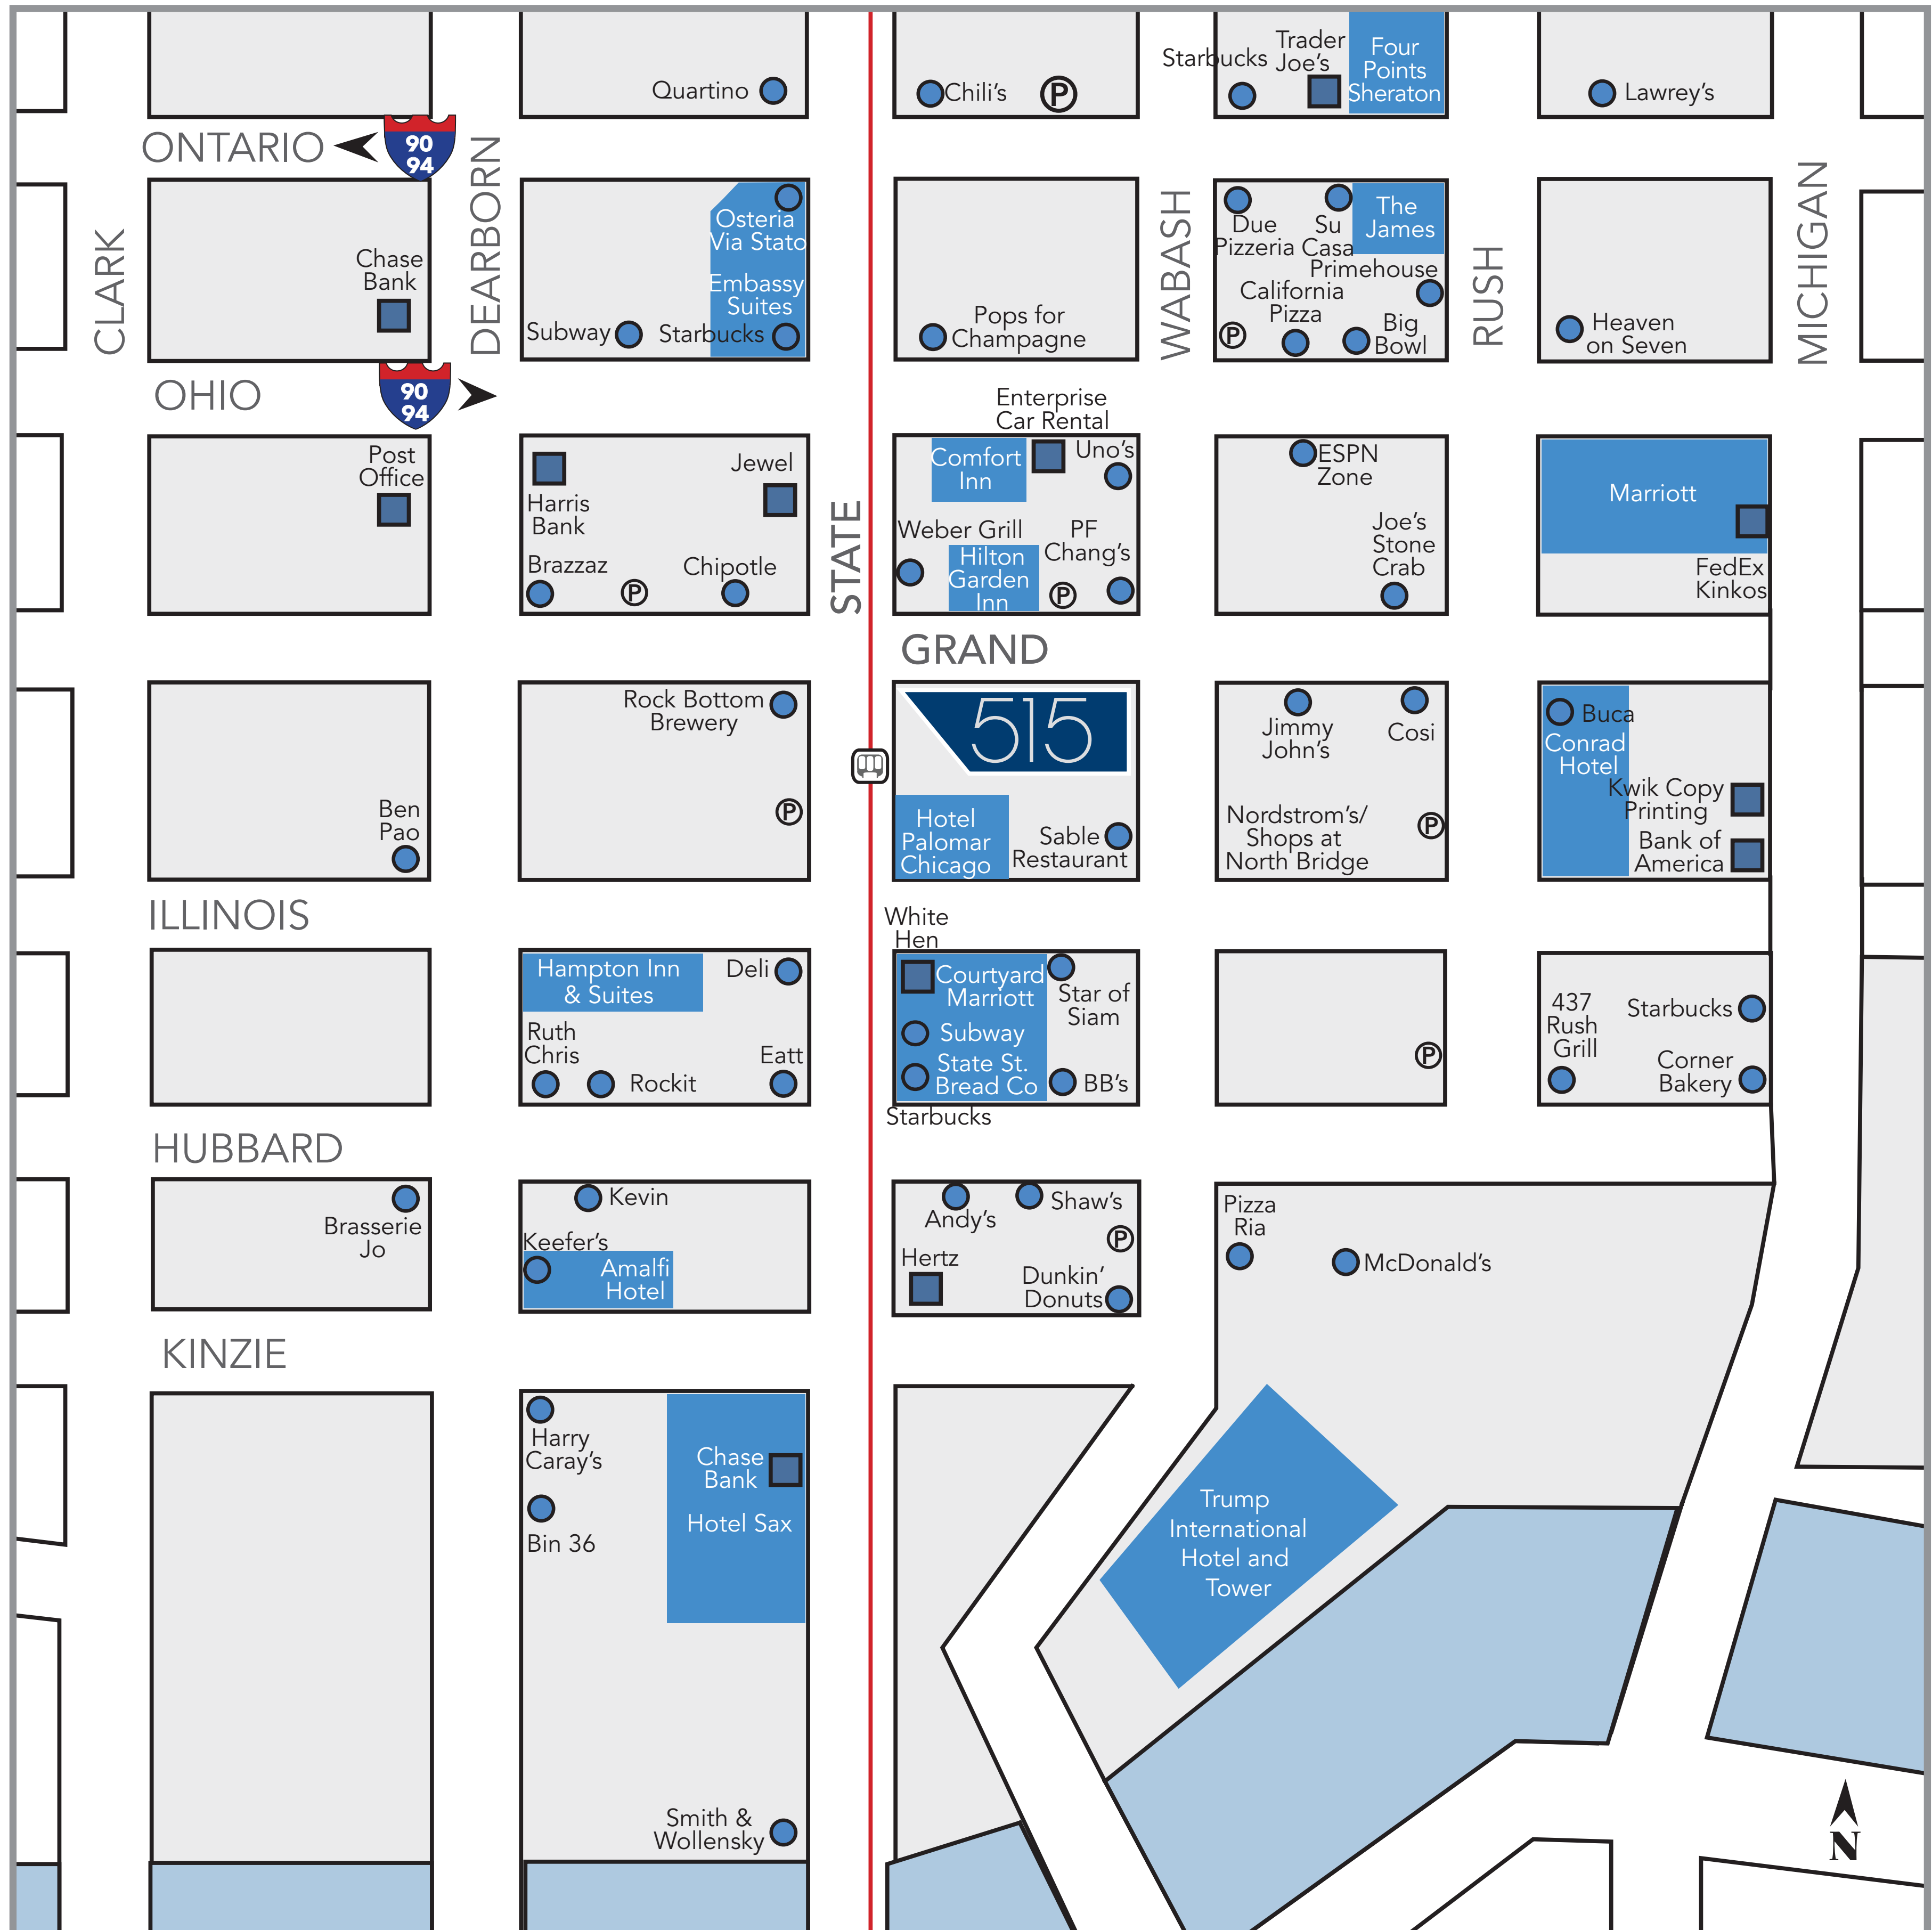 Quartino
Chili's
P
Starbucks
Trader
Joe's
Four
Points
Sheraton
Lawrey's
ONTARIO
90
94
CLARK
DEARBORN
WABASH
RUSH
MICHIGAN
Chase
Bank
Osteria
Via Stato
Embassy
Suites
Subway
Starbucks
Pops for
Champagne
Due
Pizzeria
Su
Casa
The
James
Primehouse
California
Pizza
P
Big
Bowl
Heaven
on Seven
OHIO
90
94
Post
Office
Harris
Bank
Jewel
Brazzaz
P
Chipotle
STATE
Enterprise
Car Rental
Comfort
Inn
Uno's
Weber Grill
PF
Chang's
Hilton
Garden
Inn
P
ESPN
Zone
Joe's
Stone
Crab
Marriott
FedEx
Kinkos
GRAND
Ben
Pao
Rock Bottom
Brewery
P
515
Hotel
Palomar
Chicago
Sable
Restaurant
Jimmy
John's
Cosi
Nordstrom's/
Shops at
North Bridge
P
Buca
Conrad
Hotel
Kwik Copy
Printing
Bank of
America
ILLINOIS
Hampton Inn
& Suites
Deli
Ruth
Chris
Rockit
Eatt
White
Hen
Courtyard
Marriott
Star of
Siam
Subway
State St.
Bread Co
BB's
Starbucks
P
437
Rush
Grill
Starbucks
Corner
Bakery
HUBBARD
Brasserie
Jo
Kevin
Keefer's
Amalfi
Hotel
Andy's
Shaw's
P
Hertz
Dunkin'
Donuts
Pizza
Ria
McDonald's
KINZIE
Harry
Caray's
Bin 36
Chase
Bank
Hotel Sax
Smith &
Wollensky
Trump
International
Hotel and
Tower
N